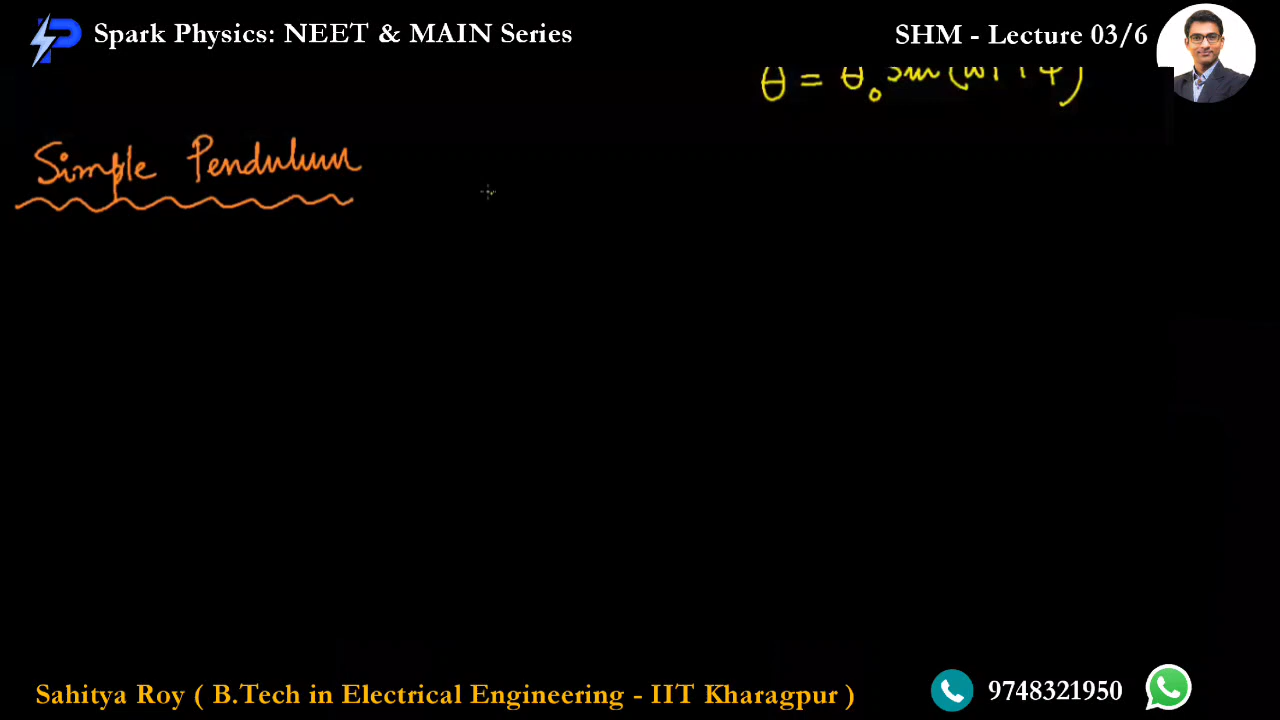 Spark Physics: NEET & MAIN Series
SHM - Lecture 03/6
θ = θ₀ sin(ωt + φ)
Simple Pendulum
Sahitya Roy ( B.Tech in Electrical Engineering - IIT Kharagpur )
9748321950